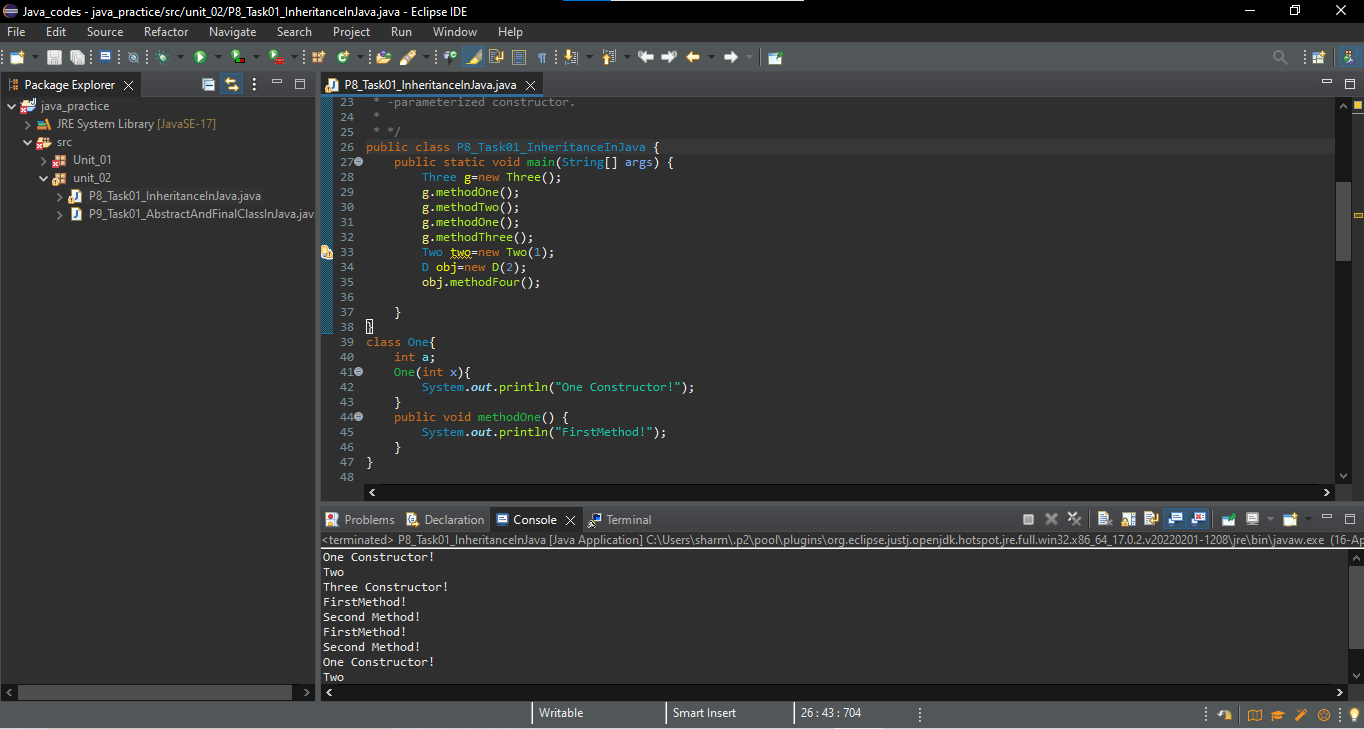 Java_codes - java_practice/src/unit_02/P8_Task01_InheritanceInJava.java - Eclipse IDE
File Edit Source Refactor Navigate Search Project Run Window Help
Package Explorer
java_practice
JRE System Library [JavaSE-17]
src
Unit_01
unit_02
P8_Task01_InheritanceInJava.java
P9_Task01_AbstractAndFinalClassInJava.jav
P8_Task01_InheritanceInJava.java
23 * -parameterized constructor.
24 *
25 * */
26 public class P8_Task01_InheritanceInJava {
27 public static void main(String[] args) {
28 Three g=new Three();
29 g.methodOne();
30 g.methodTwo();
31 g.methodOne();
32 g.methodThree();
33 Two two=new Two(1);
34 D obj=new D(2);
35 obj.methodFour();
36
37 }
38 }
39 class One{
40 int a;
41 One(int x){
42 System.out.println("One Constructor!");
43 }
44 public void methodOne() {
45 System.out.println("FirstMethod!");
46 }
47 }
48
Problems Declaration Console Terminal
<terminated> P8_Task01_InheritanceInJava [Java Application] C:\Users\sharm\.p2\pool\plugins\org.eclipse.justj.openjdk.hotspot.jre.full.win32.x86_64_17.0.2.v20220201-1208\jre\bin\javaw.exe (16-Ap
One Constructor!
Two
Three Constructor!
FirstMethod!
Second Method!
FirstMethod!
Second Method!
One Constructor!
Two
Writable Smart Insert 26 : 43 : 704